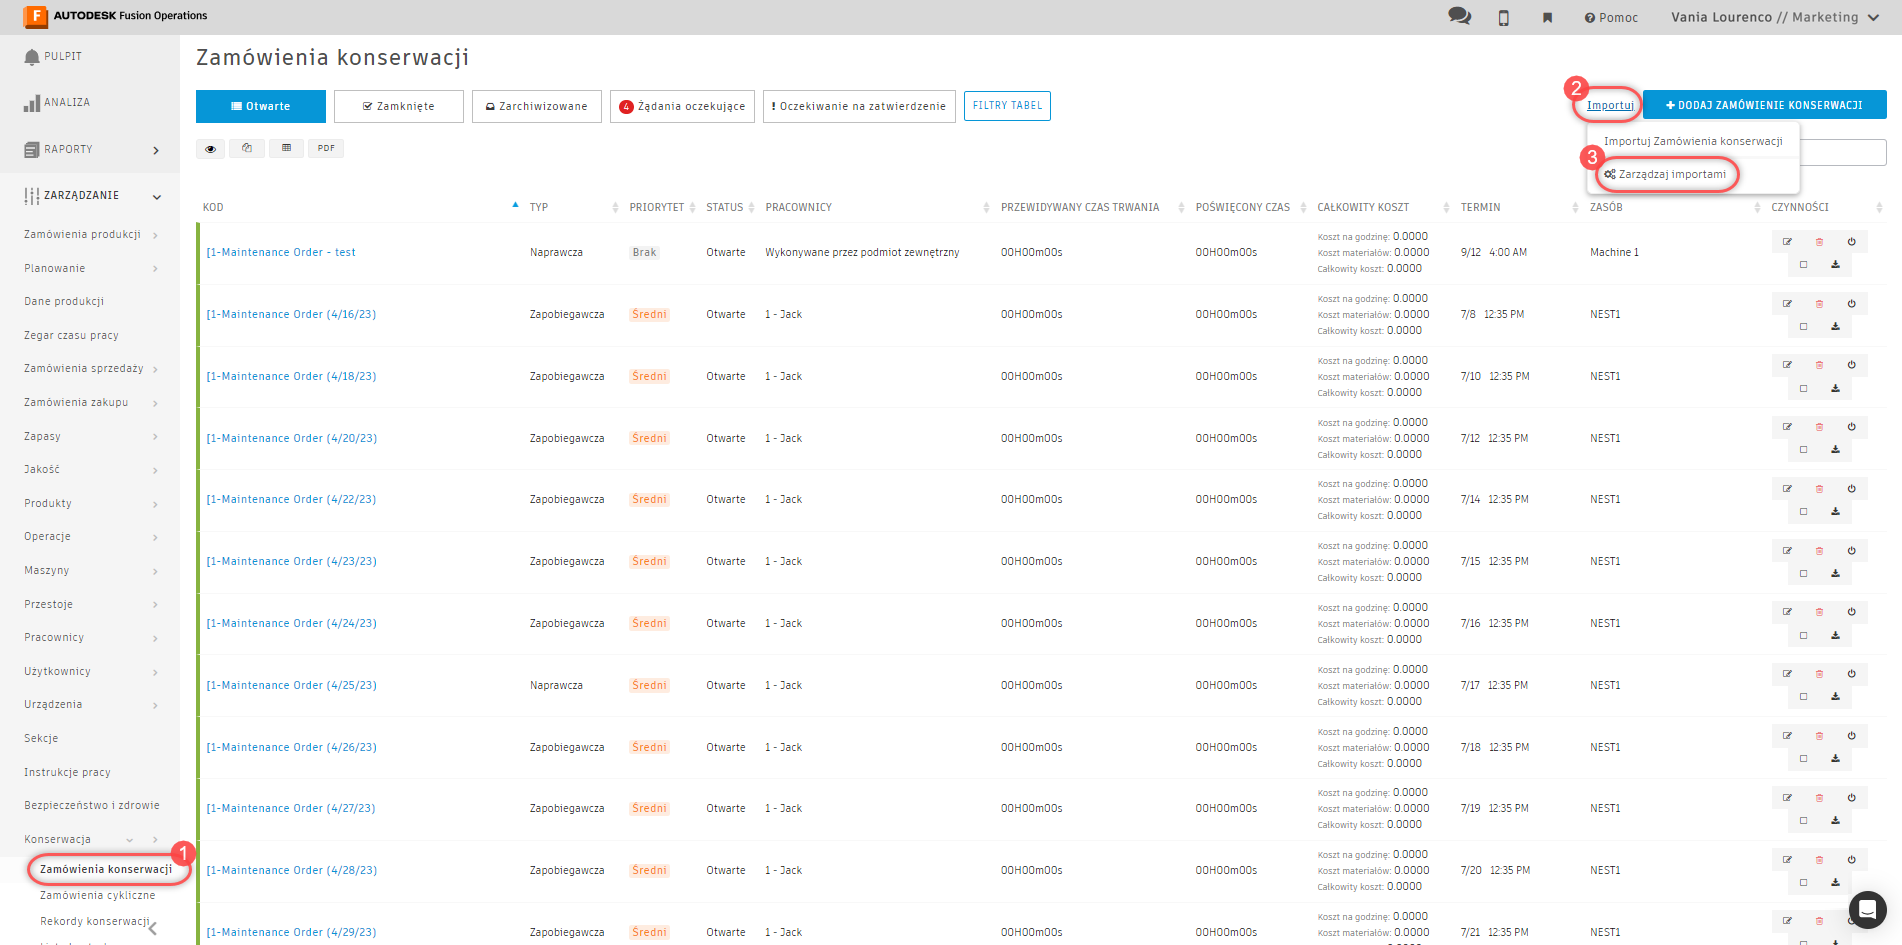 F AUTODESK Fusion Operations
Pomoc
Vania Lourenco // Marketing
PULPIT
ANALIZA
RAPORTY
ZARZĄDZANIE
Zamówienia produkcji
Planowanie
Dane produkcji
Zegar czasu pracy
Zamówienia sprzedaży
Zamówienia zakupu
Zapasy
Jakość
Produkty
Operacje
Maszyny
Przestoje
Pracownicy
Użytkownicy
Urządzenia
Sekcje
Instrukcje pracy
Bezpieczeństwo i zdrowie
Konserwacja
1
Zamówienia konserwacji
Zamówienia cykliczne
Rekordy konserwacji
Zamówienia konserwacji
Otwarte
Zamknięte
Zarchiwizowane
4 Żądania oczekujące
! Oczekiwanie na zatwierdzenie
FILTRY TABEL
2
Importuj
+ DODAJ ZAMÓWIENIE KONSERWACJI
PDF
Importuj Zamówienia konserwacji
3
Zarządzaj importami
KOD TYP PRIORYTET STATUS PRACOWNICY PRZEWIDYWANY CZAS TRWANIA POŚWIĘCONY CZAS CAŁKOWITY KOSZT TERMIN ZASÓB CZYNNOŚCI
Koszt na godzinę: 0.0000
[1-Maintenance Order - test Naprawcza Brak Otwarte Wykonywane przez podmiot zewnętrzny 00H00m00s 00H00m00s Koszt materiałów: 0.0000 9/12 4:00 AM Machine 1
Całkowity koszt: 0.0000
Koszt na godzinę: 0.0000
[1-Maintenance Order (4/16/23) Zapobiegawcza Średni Otwarte 1 - Jack 00H00m00s 00H00m00s Koszt materiałów: 0.0000 7/8 12:35 PM NEST1
Całkowity koszt: 0.0000
Koszt na godzinę: 0.0000
[1-Maintenance Order (4/18/23) Zapobiegawcza Średni Otwarte 1 - Jack 00H00m00s 00H00m00s Koszt materiałów: 0.0000 7/10 12:35 PM NEST1
Całkowity koszt: 0.0000
Koszt na godzinę: 0.0000
[1-Maintenance Order (4/20/23) Zapobiegawcza Średni Otwarte 1 - Jack 00H00m00s 00H00m00s Koszt materiałów: 0.0000 7/12 12:35 PM NEST1
Całkowity koszt: 0.0000
Koszt na godzinę: 0.0000
[1-Maintenance Order (4/22/23) Zapobiegawcza Średni Otwarte 1 - Jack 00H00m00s 00H00m00s Koszt materiałów: 0.0000 7/14 12:35 PM NEST1
Całkowity koszt: 0.0000
Koszt na godzinę: 0.0000
[1-Maintenance Order (4/23/23) Zapobiegawcza Średni Otwarte 1 - Jack 00H00m00s 00H00m00s Koszt materiałów: 0.0000 7/15 12:35 PM NEST1
Całkowity koszt: 0.0000
Koszt na godzinę: 0.0000
[1-Maintenance Order (4/24/23) Zapobiegawcza Średni Otwarte 1 - Jack 00H00m00s 00H00m00s Koszt materiałów: 0.0000 7/16 12:35 PM NEST1
Całkowity koszt: 0.0000
Koszt na godzinę: 0.0000
[1-Maintenance Order (4/25/23) Naprawcza Średni Otwarte 1 - Jack 00H00m00s 00H00m00s Koszt materiałów: 0.0000 7/17 12:35 PM NEST1
Całkowity koszt: 0.0000
Koszt na godzinę: 0.0000
[1-Maintenance Order (4/26/23) Zapobiegawcza Średni Otwarte 1 - Jack 00H00m00s 00H00m00s Koszt materiałów: 0.0000 7/18 12:35 PM NEST1
Całkowity koszt: 0.0000
Koszt na godzinę: 0.0000
[1-Maintenance Order (4/27/23) Zapobiegawcza Średni Otwarte 1 - Jack 00H00m00s 00H00m00s Koszt materiałów: 0.0000 7/19 12:35 PM NEST1
Całkowity koszt: 0.0000
Koszt na godzinę: 0.0000
[1-Maintenance Order (4/28/23) Zapobiegawcza Średni Otwarte 1 - Jack 00H00m00s 00H00m00s Koszt materiałów: 0.0000 7/20 12:35 PM NEST1
Całkowity koszt: 0.0000
Koszt na godzinę: 0.0000
[1-Maintenance Order (4/29/23) Zapobiegawcza Średni Otwarte 1 - Jack 00H00m00s 00H00m00s Koszt materiałów: 0.0000 7/21 12:35 PM NEST1